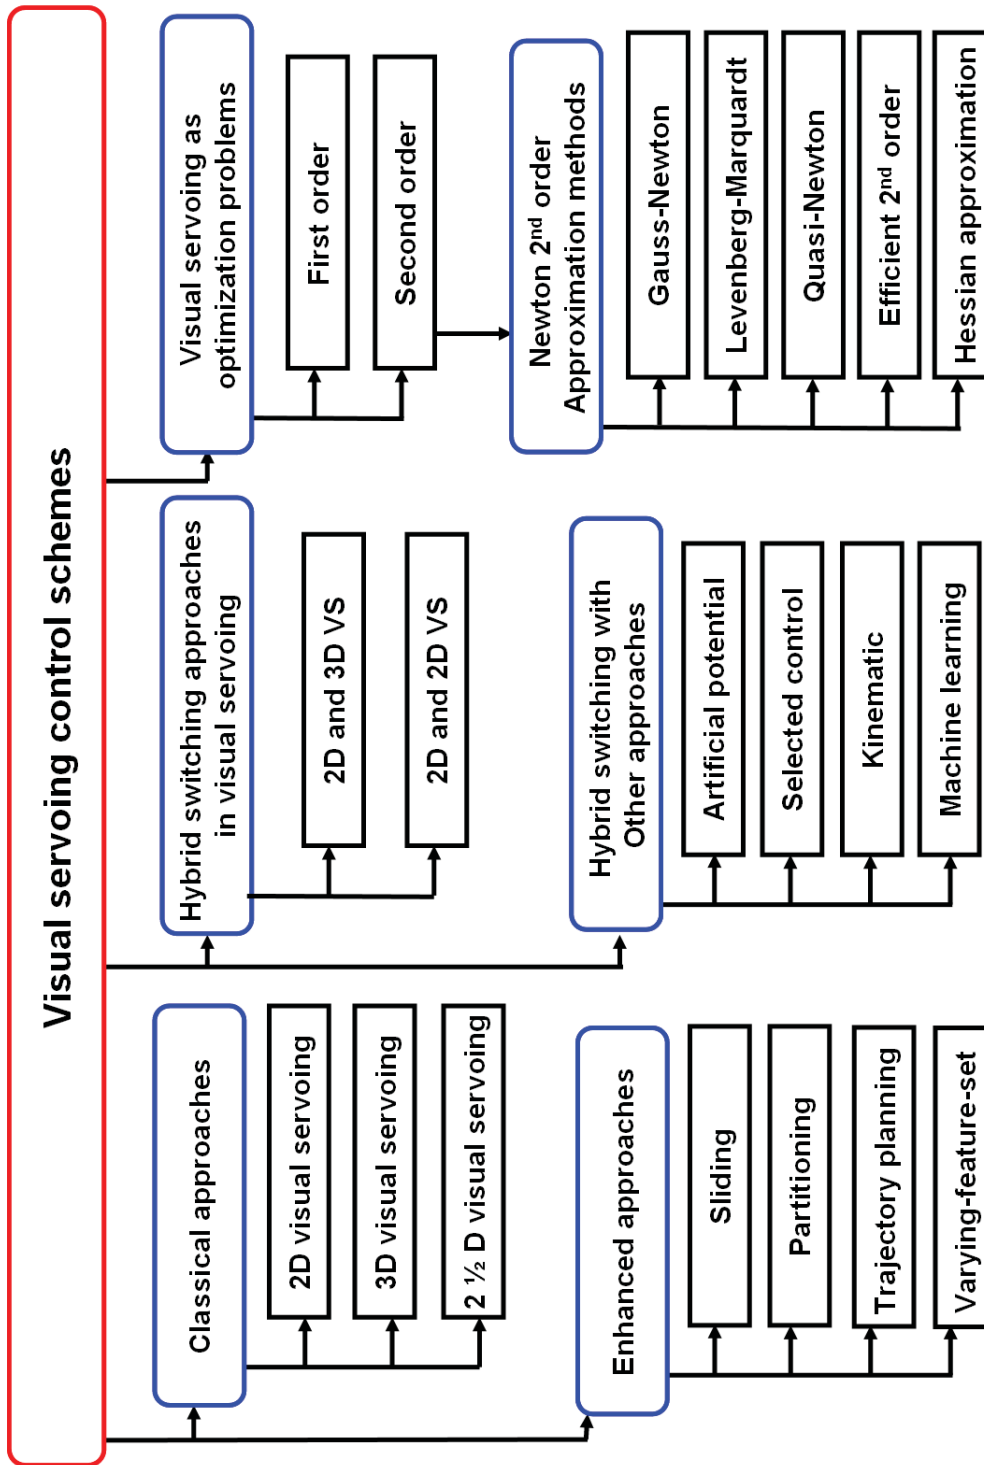 Visual servoing control schemes
Classical approaches
2D visual servoing
3D visual servoing
2 ½ D visual servoing
Enhanced approaches
Sliding
Partitioning
Trajectory planning
Varying-feature-set
Hybrid switching approaches
in visual servoing
2D and 3D VS
2D and 2D VS
Hybrid switching with
Other approaches
Artificial potential
Selected control
Kinematic
Machine learning
Visual servoing as
optimization problems
First order
Second order
Newton 2nd order
Approximation methods
Gauss-Newton
Levenberg-Marquardt
Quasi-Newton
Efficient 2nd order
Hessian approximation